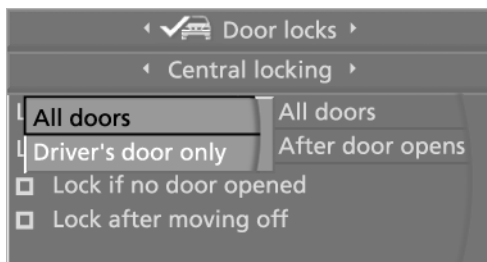 Door locks
Central locking
All doors All doors
Driver's door only After door opens
Lock if no door opened
Lock after moving off